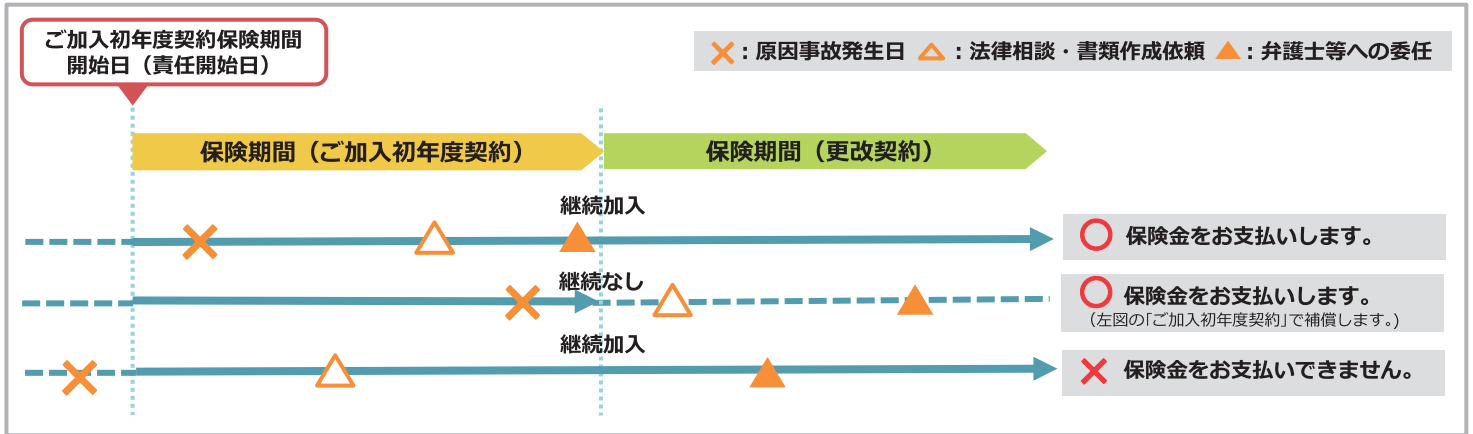 ご加入初年度契約保険期間
開始日（責任開始日）
：原因事故発生日　：法律相談・書類作成依頼　：弁護士等への委任
保険期間（ご加入初年度契約）
保険期間（更改契約）
継続加入
保険金をお支払いします。
継続なし
保険金をお支払いします。
（左図の「ご加入初年度契約」で補償します。）
継続加入
保険金をお支払いできません。